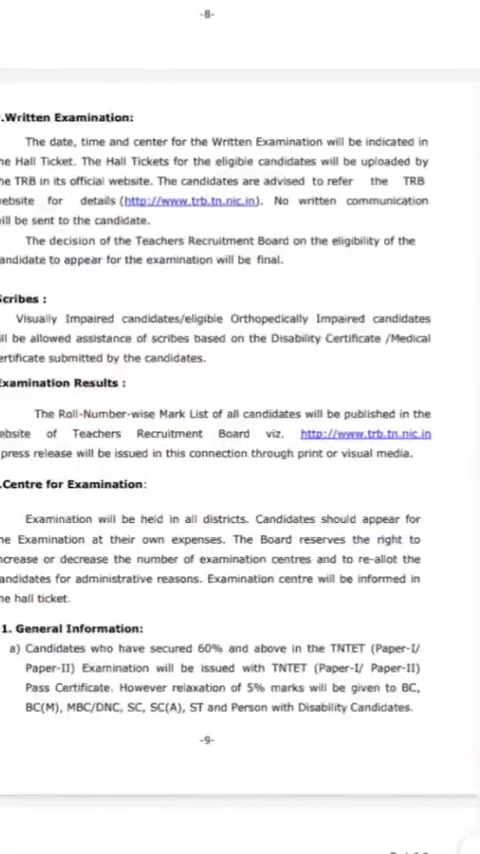 -8-
.Written Examination:
The date, time and center for the Written Examination will be indicated in
he Hall Ticket. The Hall Tickets for the eligible candidates will be uploaded by
he TRB in its official website. The candidates are advised to refer the TRB
ebsite for details (http://www.trb.tn.nic.in). No written communication
ill be sent to the candidate.
The decision of the Teachers Recruitment Board on the eligibility of the
andidate to appear for the examination will be final.
Scribes :
Visually Impaired candidates/eligible Orthopedically Impaired candidates
ill be allowed assistance of scribes based on the Disability Certificate /Medical
ertificate submitted by the candidates.
Examination Results :
The Roll-Number-wise Mark List of all candidates will be published in the
ebsite of Teachers Recruitment Board viz. http://www.trb.tn.nic.in
press release will be issued in this connection through print or visual media.
.Centre for Examination:
Examination will be held in all districts. Candidates should appear for
he Examination at their own expenses. The Board reserves the right to
ncrease or decrease the number of examination centres and to re-allot the
andidates for administrative reasons. Examination centre will be informed in
he hall ticket.
1. General Information:
a) Candidates who have secured 60% and above in the TNTET (Paper-I/
Paper-II) Examination will be issued with TNTET (Paper-I/ Paper-II)
Pass Certificate. However relaxation of 5% marks will be given to BC,
BC(M), MBC/DNC, SC, SC(A), ST and Person with Disability Candidates.
-9-